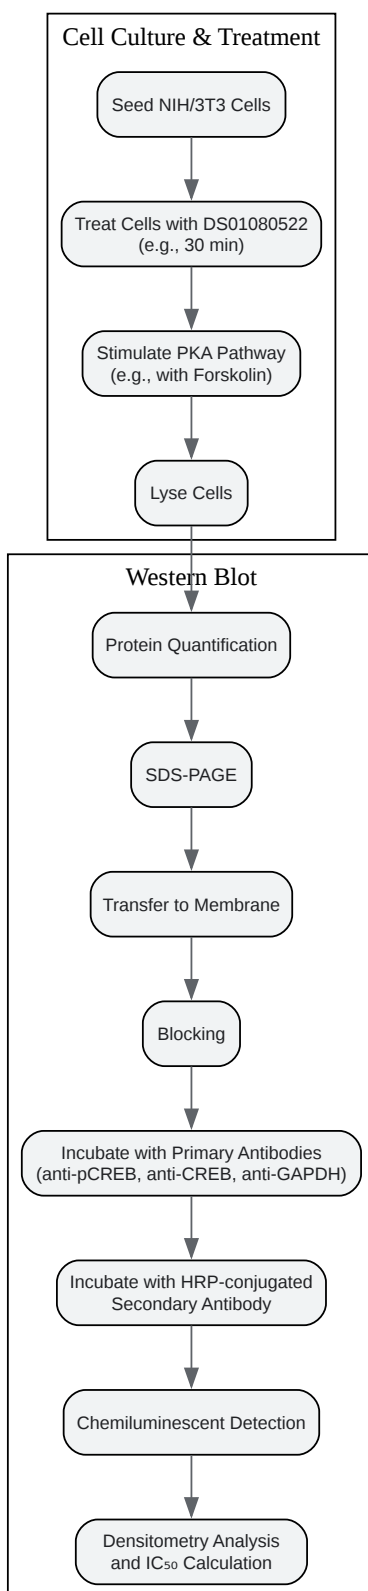 Cell Culture & Treatment
Seed NIH/3T3 Cells
Treat Cells with DS01080522
(e.g., 30 min)
Stimulate PKA Pathway
(e.g., with Forskolin)
Lyse Cells
Western Blot
Protein Quantification
SDS-PAGE
Transfer to Membrane
Blocking
Incubate with Primary Antibodies
(anti-pCREB, anti-CREB, anti-GAPDH)
Incubate with HRP-conjugated
Secondary Antibody
Chemiluminescent Detection
Densitometry Analysis
and IC₅₀ Calculation